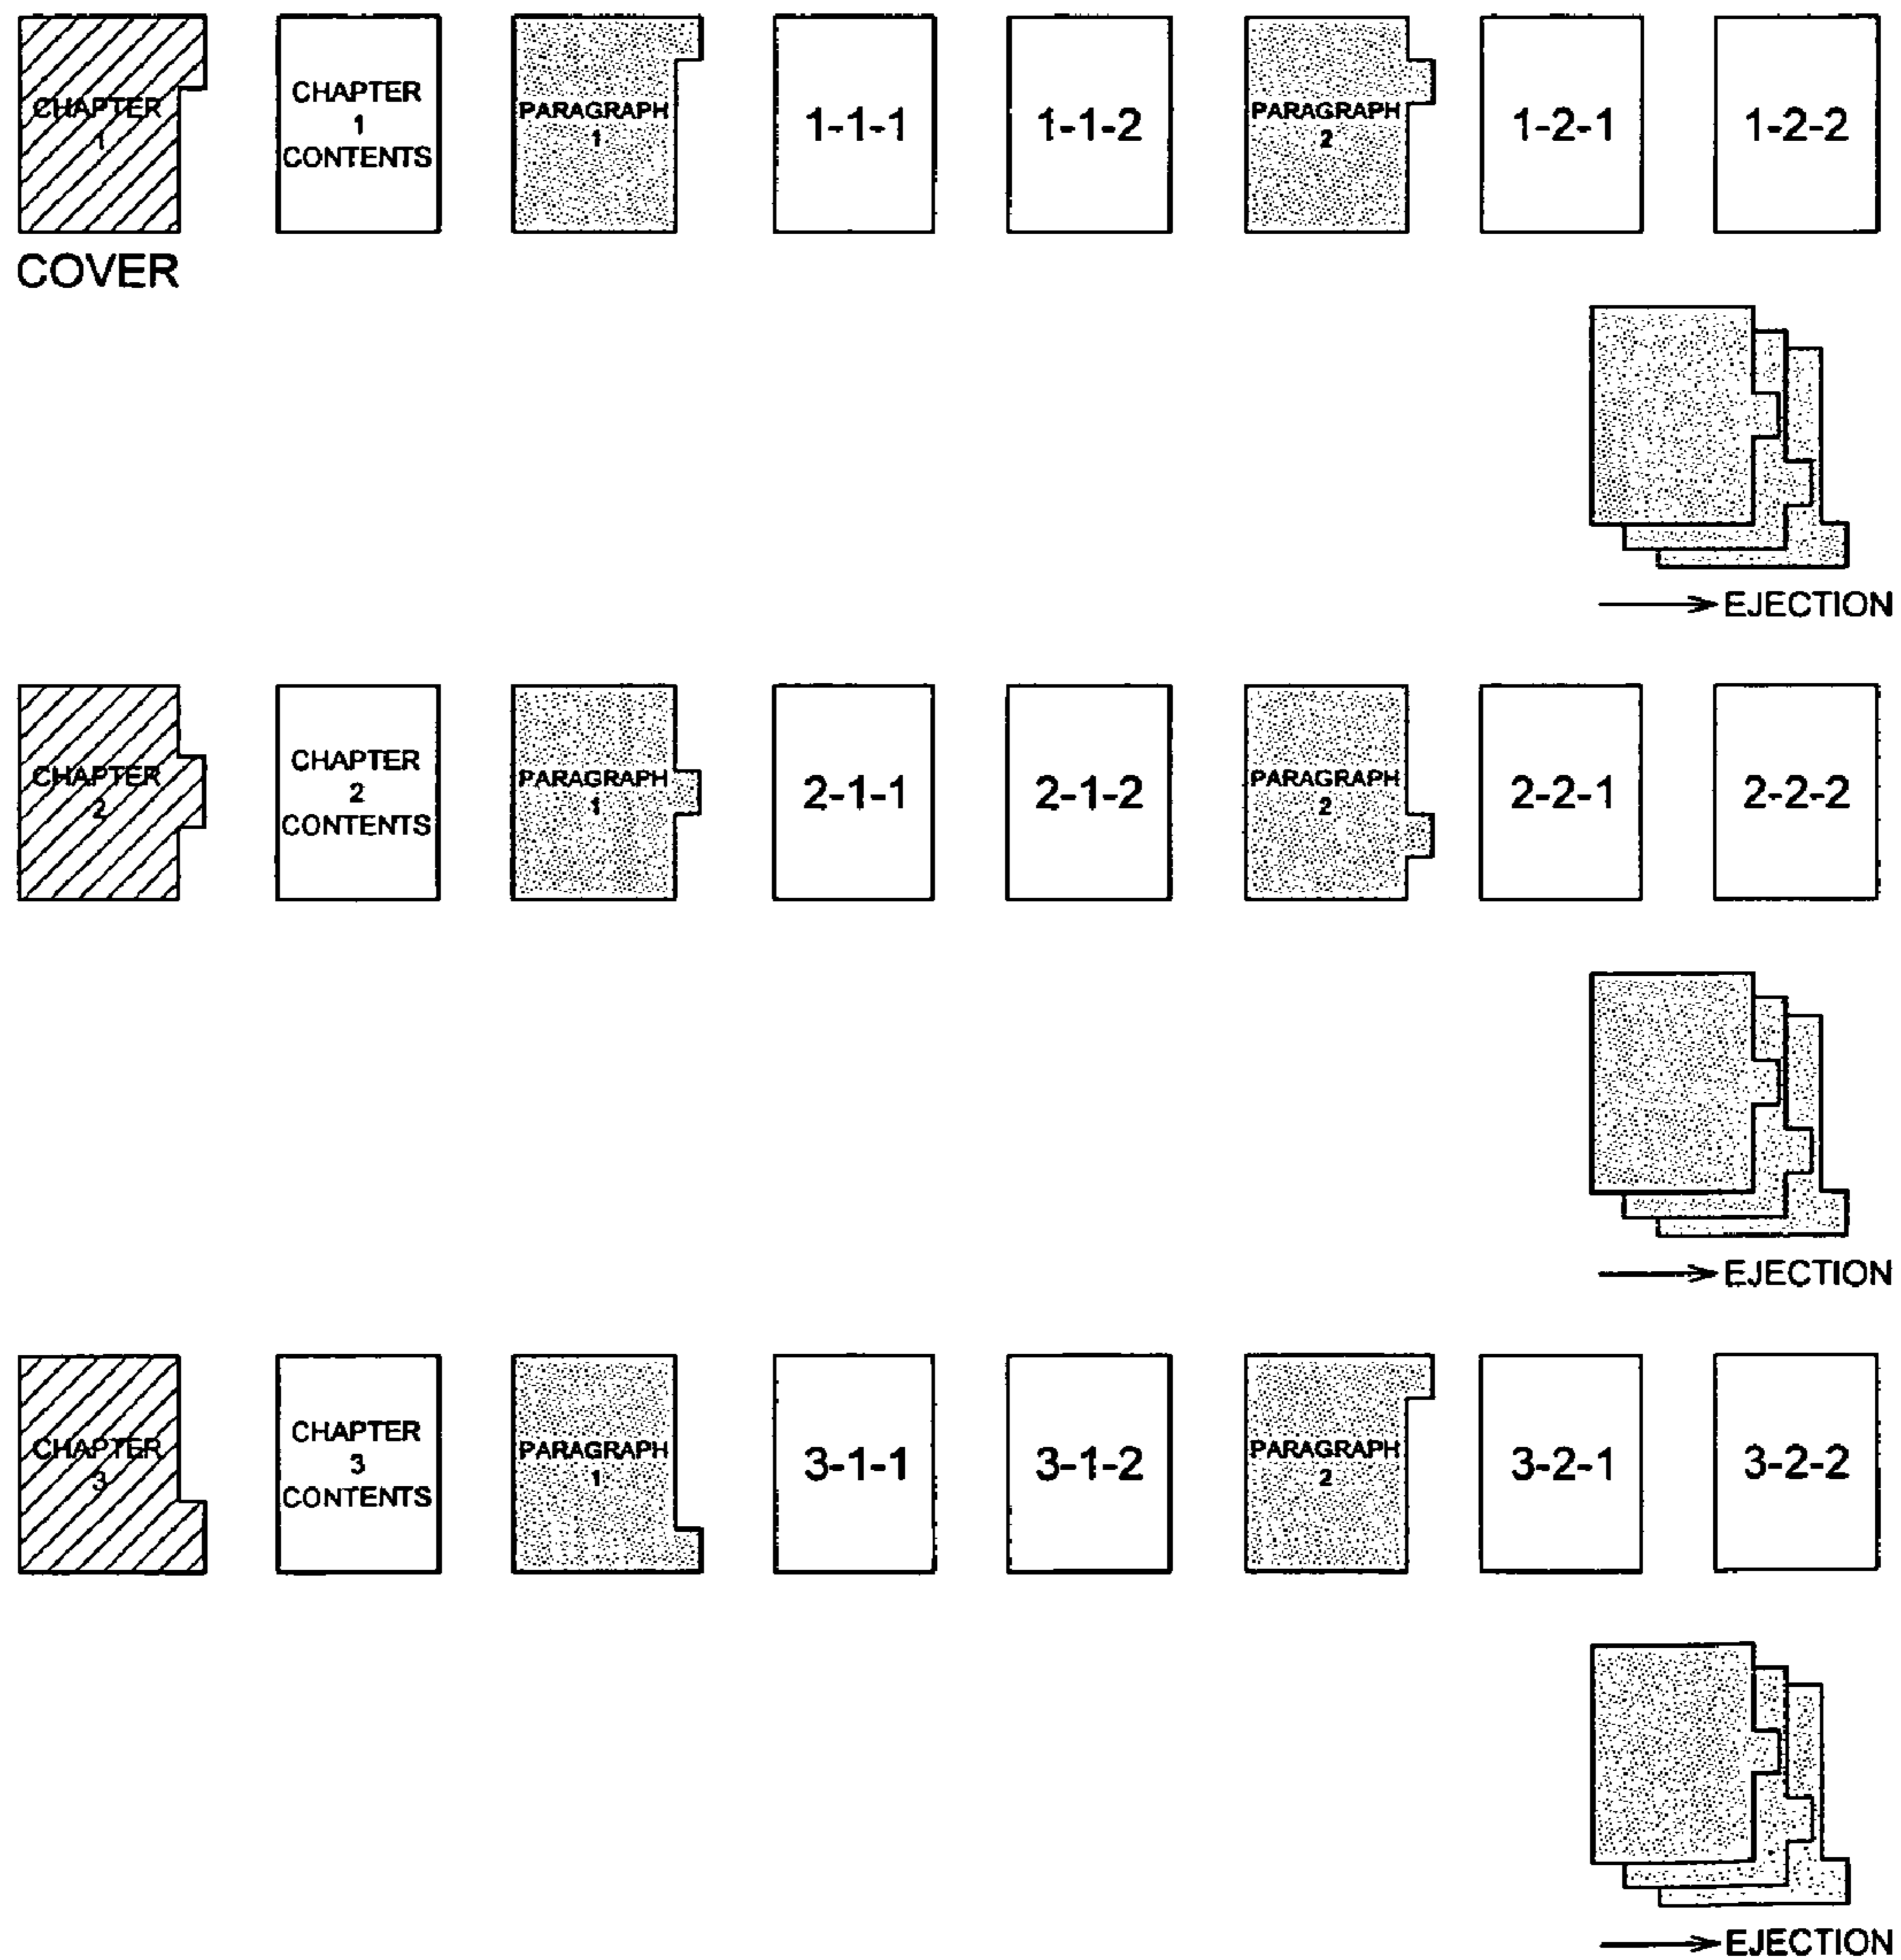 CHAPTER
1
COVER
CHAPTER
1
CONTENTS
PARAGRAPH
1
1-1-1
1-1-2
PARAGRAPH
2
1-2-1
1-2-2
EJECTION
CHAPTER
2
CHAPTER
2
CONTENTS
PARAGRAPH
1
2-1-1
2-1-2
PARAGRAPH
2
2-2-1
2-2-2
EJECTION
CHAPTER
3
CHAPTER
3
CONTENTS
PARAGRAPH
1
3-1-1
3-1-2
PARAGRAPH
2
3-2-1
3-2-2
EJECTION